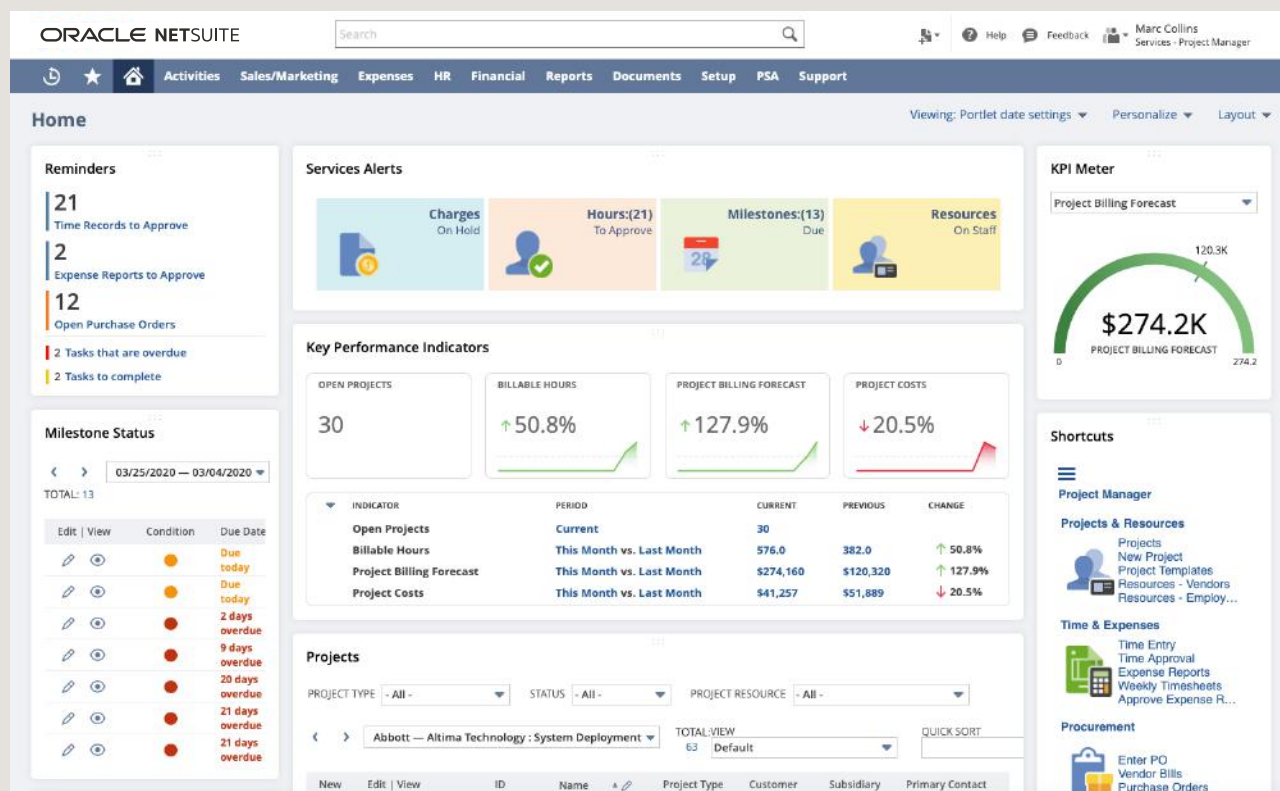 ORACLE NETSUITE
Search
Help
Feedback
Marc Collins
Services - Project Manager
Activities Sales/Marketing Expenses HR Financial Reports Documents Setup PSA Support
Home
Viewing: Portlet date settings Personalize Layout
Reminders
21
Time Records to Approve
2
Expense Reports to Approve
12
Open Purchase Orders
2 Tasks that are overdue
2 Tasks to complete
Milestone Status
03/25/2020 — 03/04/2020
TOTAL: 13
Edit | View Condition Due Date
Due today
Due today
2 days overdue
9 days overdue
20 days overdue
21 days overdue
21 days overdue
Services Alerts
Charges
On Hold
Hours:(21)
To Approve
Milestones:(13)
Due
28
Resources
On Staff
Key Performance Indicators
OPEN PROJECTS
30
BILLABLE HOURS
↑ 50.8%
PROJECT BILLING FORECAST
↑ 127.9%
PROJECT COSTS
↓ 20.5%
INDICATOR PERIOD CURRENT PREVIOUS CHANGE
Open Projects Current 30
Billable Hours This Month vs. Last Month 576.0 382.0 ↑ 50.8%
Project Billing Forecast This Month vs. Last Month $274,160 $120,320 ↑ 127.9%
Project Costs This Month vs. Last Month $41,257 $51,889 ↓ 20.5%
Projects
PROJECT TYPE - All - STATUS - All - PROJECT RESOURCE - All -
Abbott — Altima Technology : System Deployment
TOTAL: 63
VIEW
Default
QUICK SORT
New Edit | View ID Name Project Type Customer Subsidiary Primary Contact
KPI Meter
Project Billing Forecast
120.3K
$274.2K
PROJECT BILLING FORECAST
0
274.2
Shortcuts
Project Manager
Projects & Resources
Projects
New Project
Project Templates
Resources - Vendors
Resources - Employ...
Time & Expenses
Time Entry
Time Approval
Expense Reports
Weekly Timesheets
Approve Expense R...
Procurement
Enter PO
Vendor Bills
Purchase Orders